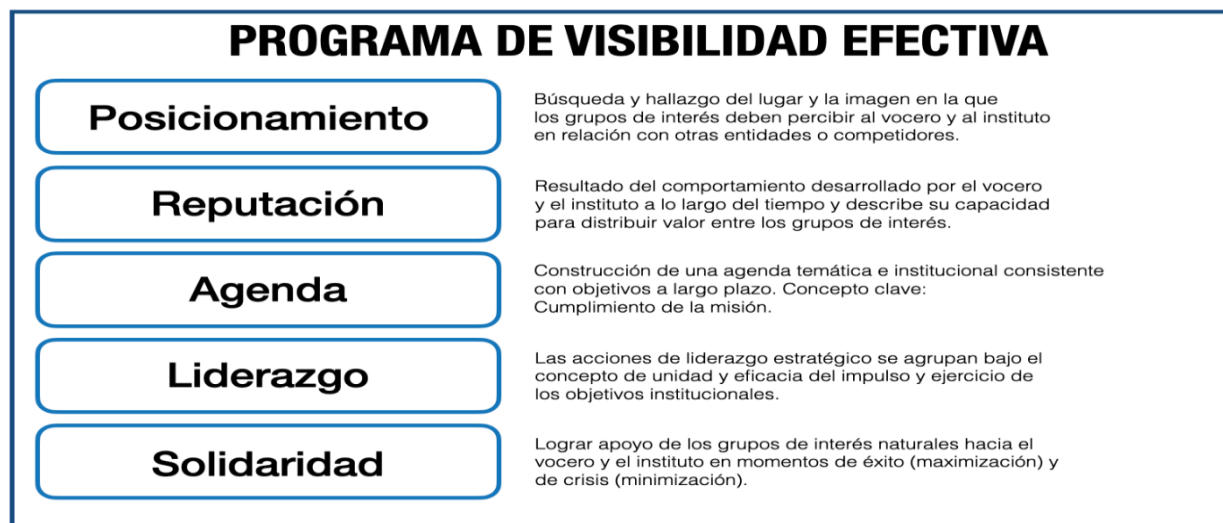 PROGRAMA DE VISIBILIDAD EFECTIVA
Posicionamiento
Búsqueda y hallazgo del lugar y la imagen en la que
los grupos de interés deben percibir al vocero y al instituto
en relación con otras entidades o competidores.
Reputación
Resultado del comportamiento desarrollado por el vocero
y el instituto a lo largo del tiempo y describe su capacidad
para distribuir valor entre los grupos de interés.
Agenda
Construcción de una agenda temática e institucional consistente
con objetivos a largo plazo. Concepto clave:
Cumplimiento de la misión.
Liderazgo
Las acciones de liderazgo estratégico se agrupan bajo el
concepto de unidad y eficacia del impulso y ejercicio de
los objetivos institucionales.
Solidaridad
Lograr apoyo de los grupos de interés naturales hacia el
vocero y el instituto en momentos de éxito (maximización) y
de crisis (minimización).